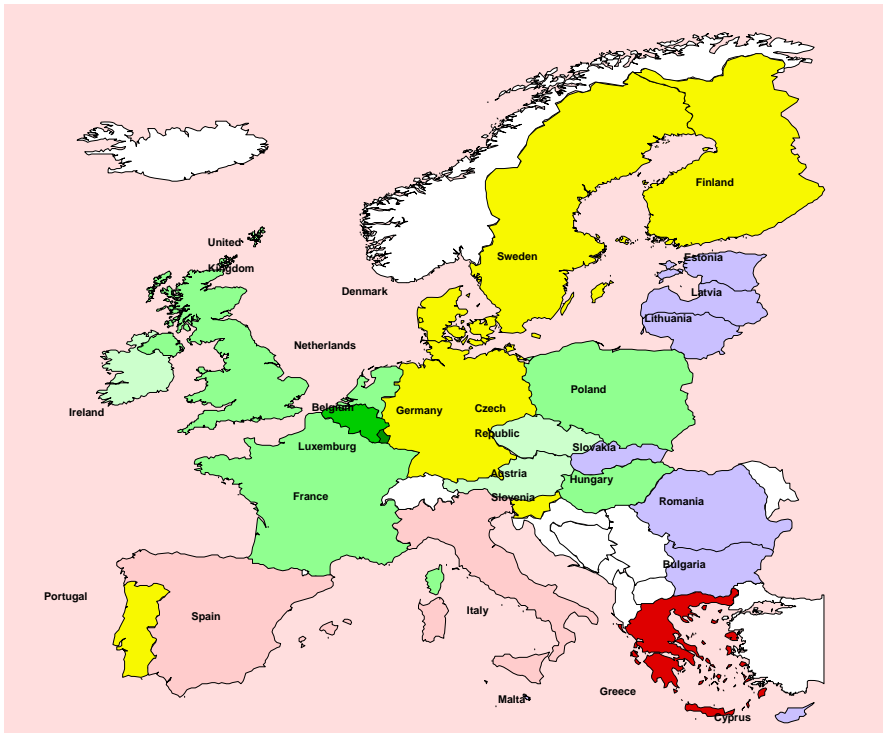 Finland
United
Kingdom
Sweden
Estonia
Denmark
Latvia
Lithuania
Netherlands
Poland
Ireland
Belgium
Germany
Czech
Republic
Luxemburg
Slovakia
Austria
Hungary
France
Slovenia
Romania
Bulgaria
Portugal
Spain
Italy
Malta
Greece
Cyprus